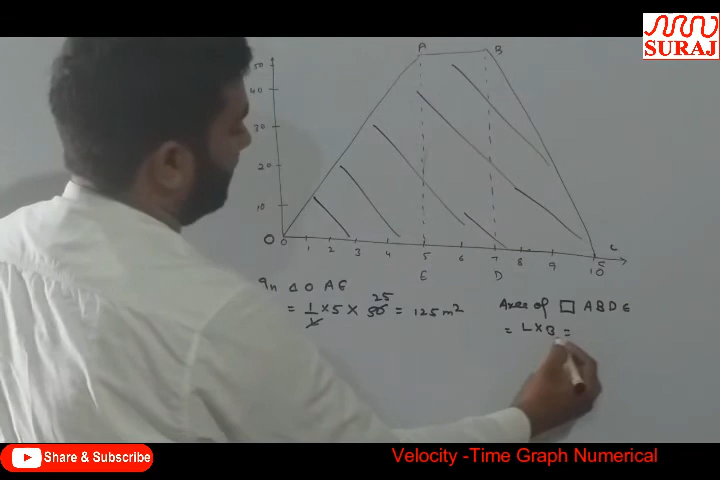 SURAJ
A B
50
40
30
20
10
O 0 1 2 3 4 5 6 7 8 9 10 C
E D
In Δ O A E
= 1/2 × 5 × 50 25 = 125 m²
Area of □ A B D E
= L × B =
Share & Subscribe
Velocity -Time Graph Numerical